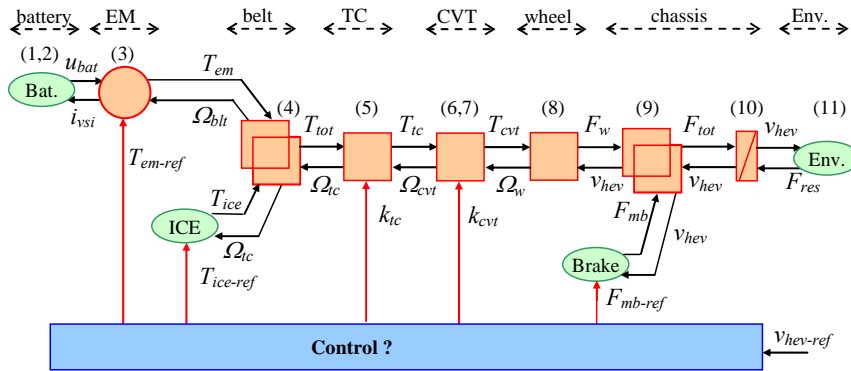 battery EM belt TC CVT wheel chassis Env.
(1,2) (3) (4) (5) (6,7) (8) (9) (10) (11)
u_bat T_em
Bat.
i_vsi Ω_blt
T_tot T_tc T_cvt F_w F_tot v_hev
Env.
Ω_tc Ω_cvt Ω_w v_hev v_hev F_res
T_em-ref
T_ice k_tc k_cvt F_mb
ICE v_hev
Ω_tc
Brake
T_ice-ref F_mb-ref
Control ? v_hev-ref